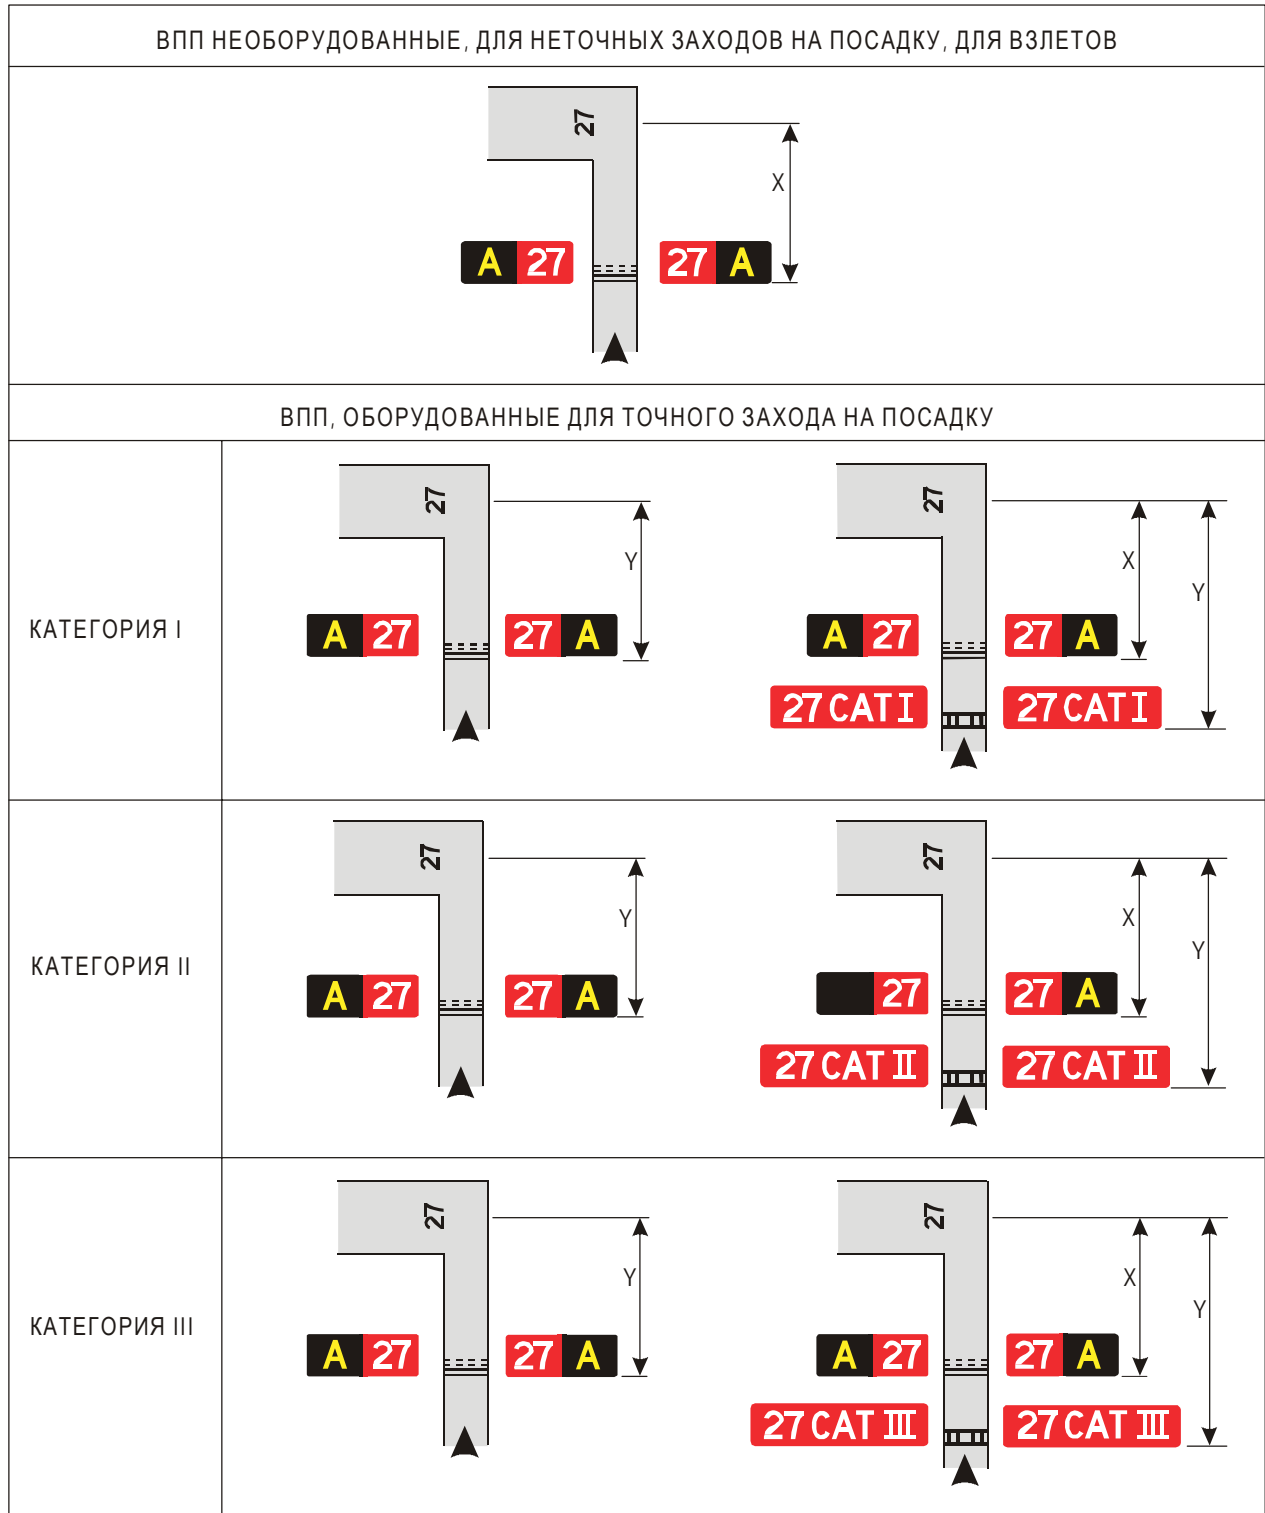 ВПП НЕОБОРУДОВАННЫЕ, ДЛЯ НЕТОЧНЫХ ЗАХОДОВ НА ПОСАДКУ, ДЛЯ ВЗЛЕТОВ
27
X
A 27 27 A
ВПП, ОБОРУДОВАННЫЕ ДЛЯ ТОЧНОГО ЗАХОДА НА ПОСАДКУ
КАТЕГОРИЯ I
27
Y
A 27 27 A
27
X
Y
A 27 27 A
27 CAT I 27 CAT I
КАТЕГОРИЯ II
27
Y
A 27 27 A
27
X
Y
27 27 A
27 CAT II 27 CAT II
КАТЕГОРИЯ III
27
Y
A 27 27 A
27
X
Y
A 27 27 A
27 CAT III 27 CAT III